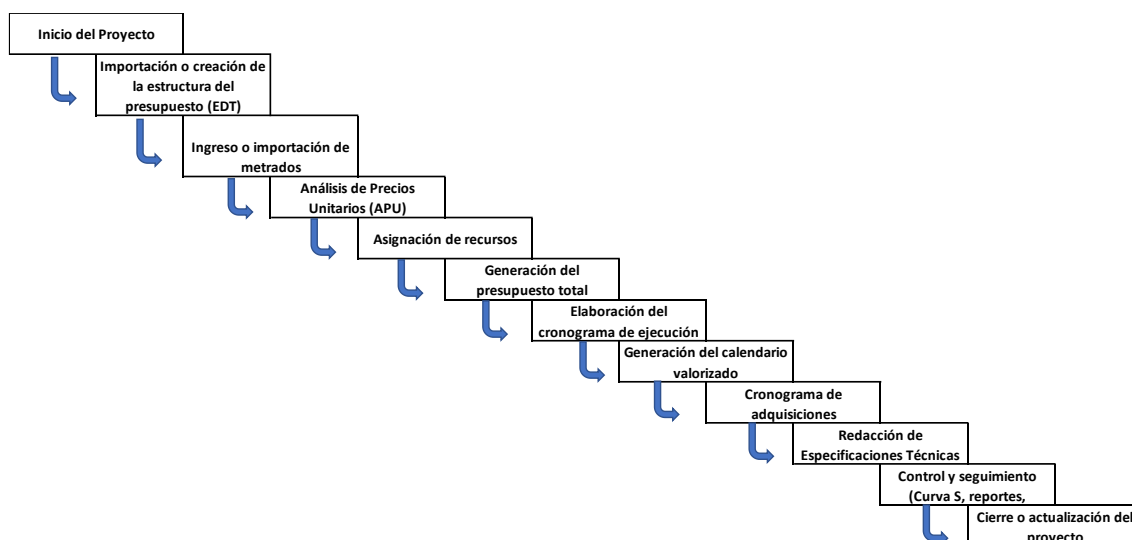 Inicio del Proyecto
Importación o creación de
la estructura del
presupuesto (EDT)
Ingreso o importación de
metrados
Análisis de Precios
Unitarios (APU)
Asignación de recursos
Generación del
presupuesto total
Elaboración del
cronograma de ejecución
Generación del calendario
valorizado
Cronograma de
adquisiciones
Redacción de
Especificaciones Técnicas
Control y seguimiento
(Curva S, reportes,
Cierre o actualización del
proyecto